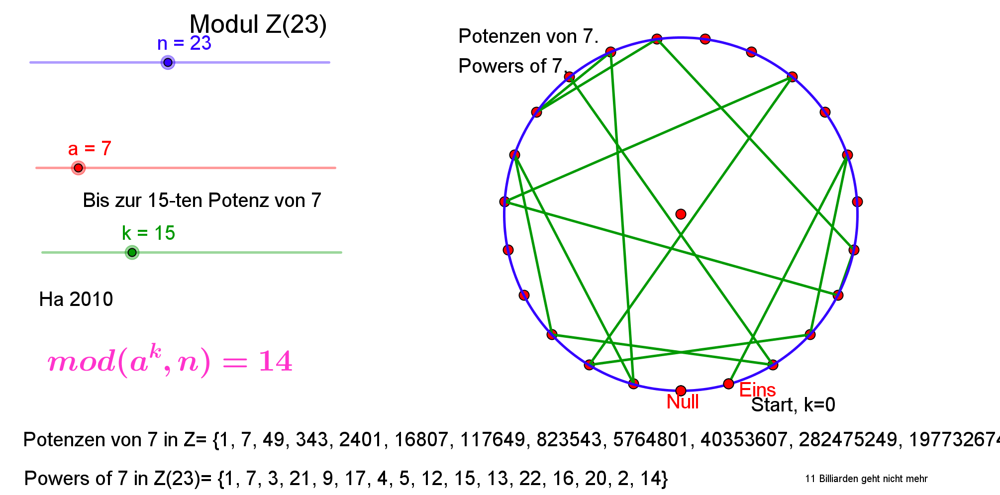 Modul Z(23)
n = 23
a = 7
Bis zur 15-ten Potenz von 7
k = 15
Ha 2010
mod(a^k, n) = 14
Potenzen von 7.
Powers of 7.
Null
Eins
Start, k=0
Potenzen von 7 in Z= {1, 7, 49, 343, 2401, 16807, 117649, 823543, 5764801, 40353607, 282475249, 197732674
Powers of 7 in Z(23)= {1, 7, 3, 21, 9, 17, 4, 5, 12, 15, 13, 22, 16, 20, 2, 14}
11 Billiarden geht nicht mehr